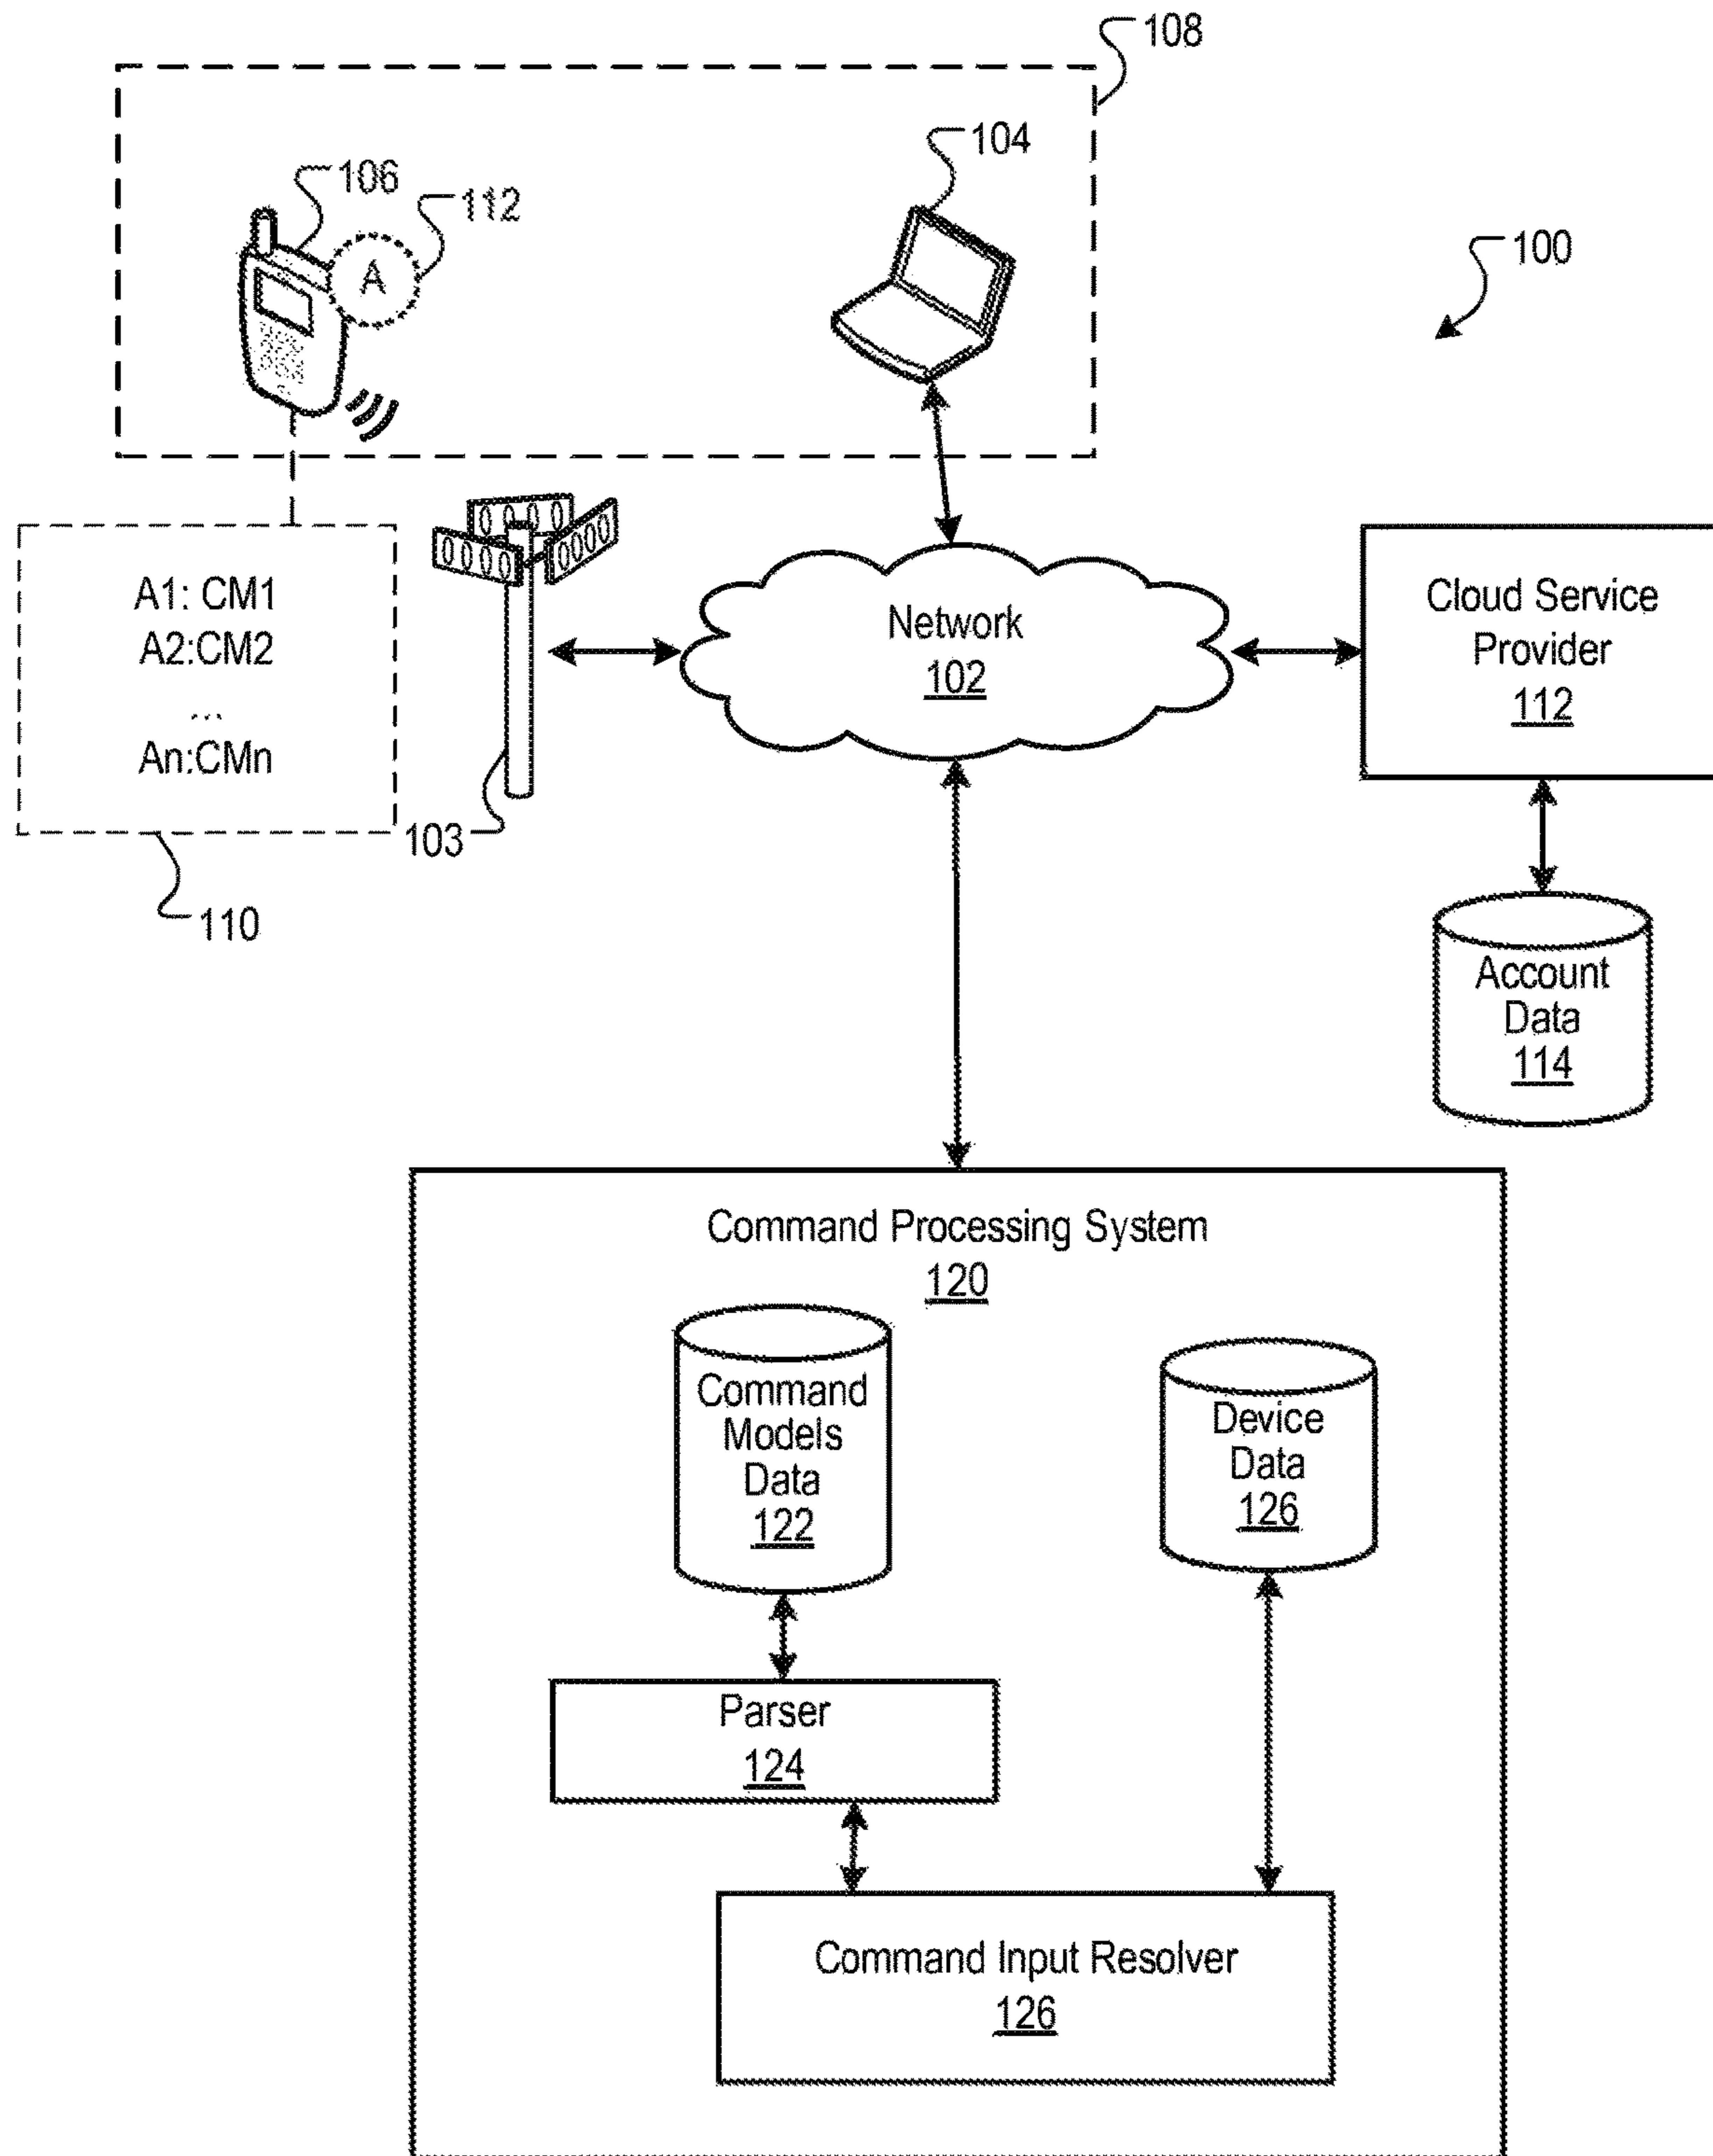 108
104
106
112
A
100
A1: CM1
A2:CM2
...
An:CMn
103
110
Network
102
Cloud Service
Provider
112
Account
Data
114
Command Processing System
120
Command
Models
Data
122
Device
Data
126
Parser
124
Command Input Resolver
126